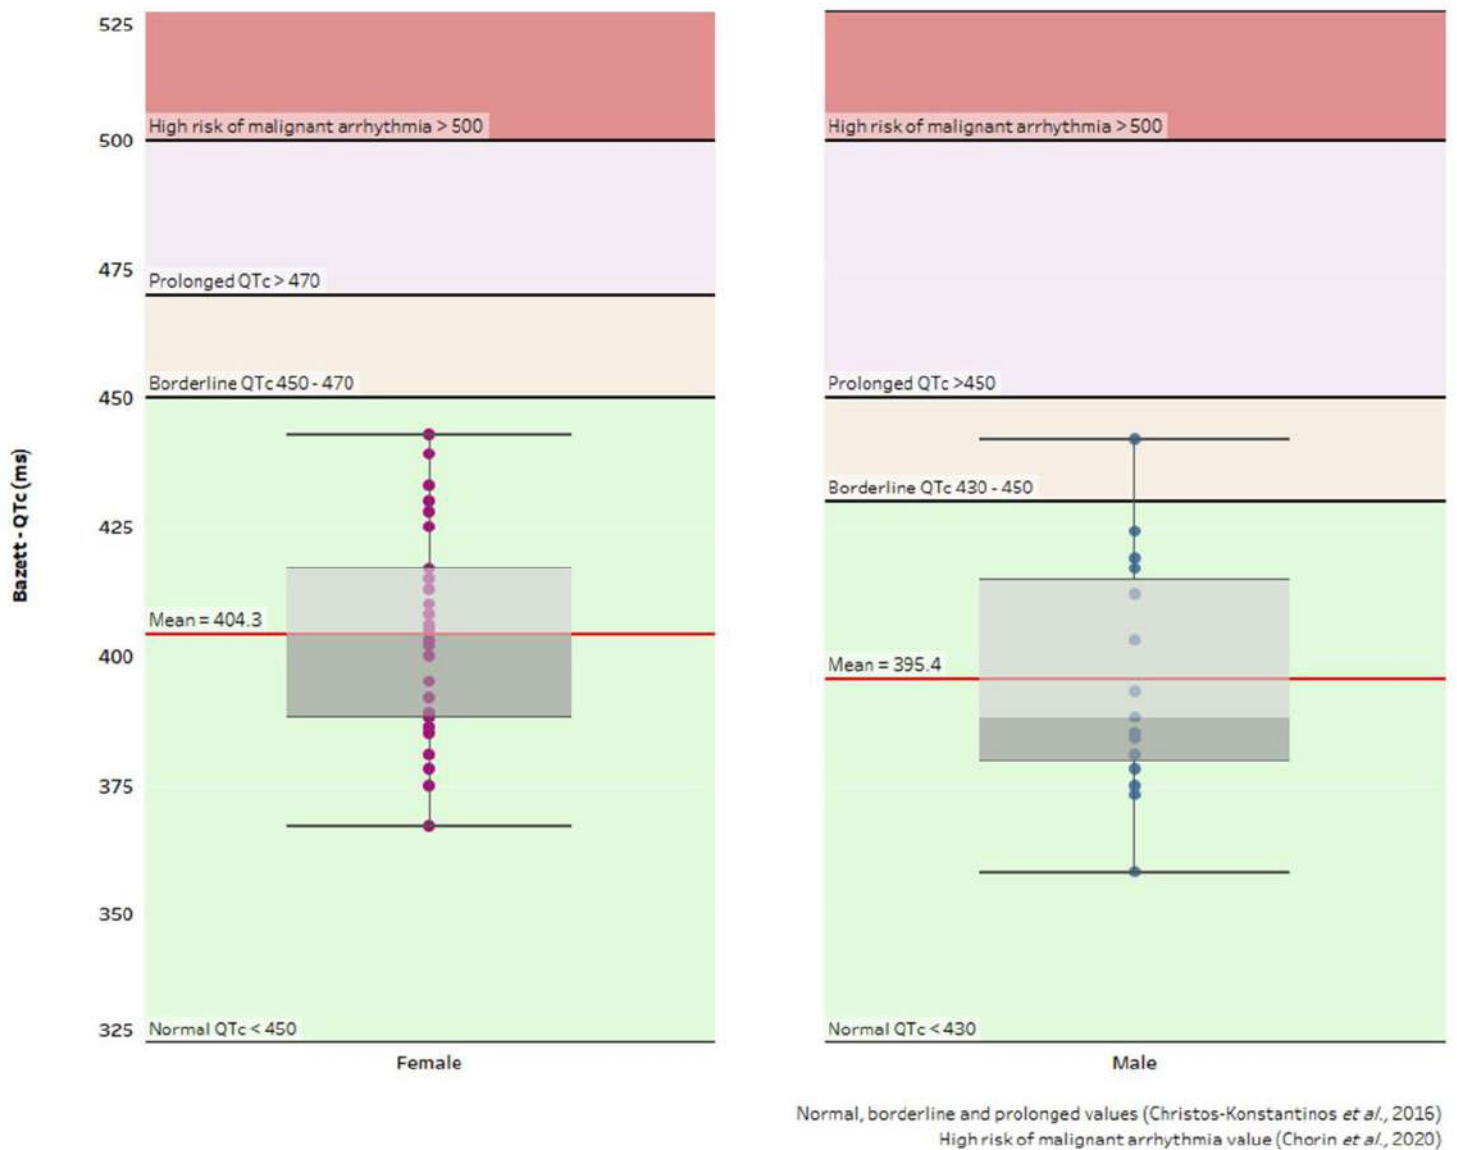 525
High risk of malignant arrhythmia > 500
High risk of malignant arrhythmia > 500
500
475
Prolonged QTc > 470
Borderline QTc 450 - 470
Prolonged QTc >450
450
Borderline QTc 430 - 450
Bazett - QTc (ms)
425
Mean = 404.3
400
Mean = 395.4
375
350
325
Normal QTc < 450
Normal QTc < 430
Female
Male
Normal, borderline and prolonged values (Christos-Konstantinos et al., 2016)
High risk of malignant arrhythmia value (Chorin et al., 2020)